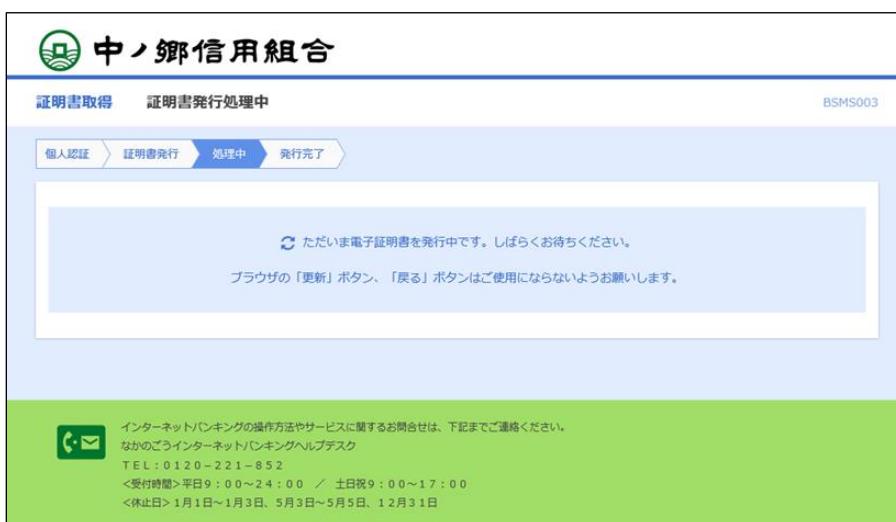 中ノ郷信用組合
証明書取得 証明書発行処理中 BSMS003
個人認証 証明書発行 処理中 発行完了
ただいま電子証明書を発行中です。しばらくお待ちください。
ブラウザの「更新」ボタン、「戻る」ボタンはご使用にならないようお願いします。
インターネットバンキングの操作方法やサービスに関するお問合せは、下記までご連絡ください。
なかのごうインターネットバンキングヘルプデスク
TEL:0120-221-852
<受付時間>平日9:00~24:00 / 土日祝9:00~17:00
<休止日>1月1日~1月3日、5月3日~5月5日、12月31日